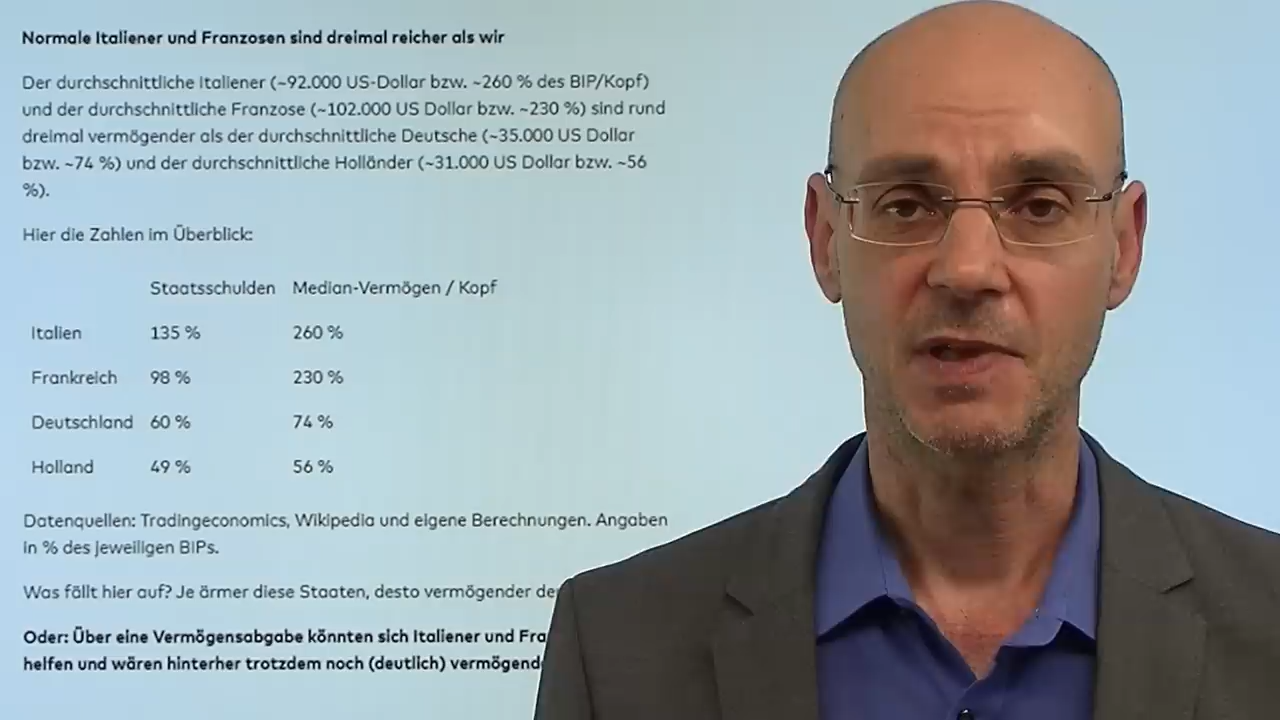 Normale Italiener und Franzosen sind dreimal reicher als wir
Der durchschnittliche Italiener (~92.000 US-Dollar bzw. ~260 % des BIP/Kopf)
und der durchschnittliche Franzose (~102.000 US Dollar bzw. ~230 %) sind rund
dreimal vermögender als der durchschnittliche Deutsche (~35.000 US Dollar
bzw. ~74 %) und der durchschnittliche Holländer (~31.000 US Dollar bzw. ~56
%).
Hier die Zahlen im Überblick:
Staatsschulden Median-Vermögen / Kopf
Italien 135 % 260 %
Frankreich 98 % 230 %
Deutschland 60 % 74 %
Holland 49 % 56 %
Datenquellen: Tradingeconomics, Wikipedia und eigene Berechnungen. Angaben
in % des jeweiligen BIPs.
Was fällt hier auf? Je ärmer diese Staaten, desto vermögender
Oder: Über eine Vermögensabgabe könnten sich Italiener und
helfen und wären hinterher trotzdem noch (deutlich)